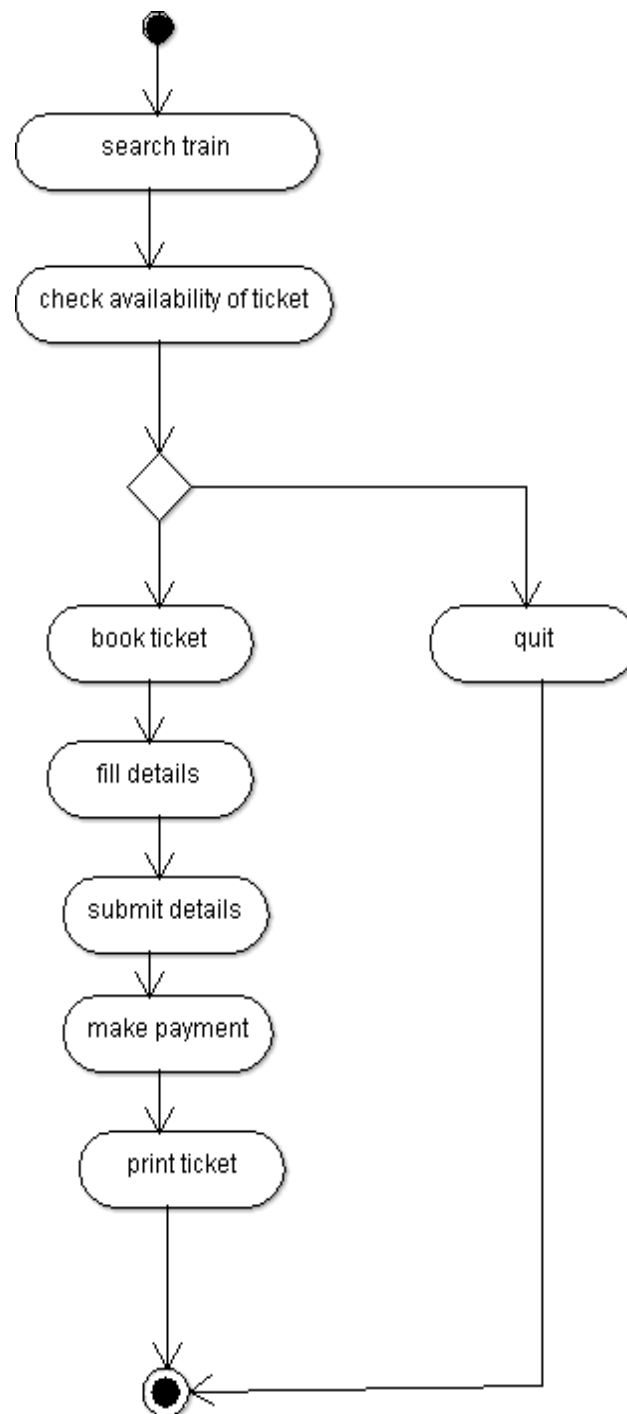 search train
check availability of ticket
book ticket
quit
fill details
submit details
make payment
print ticket